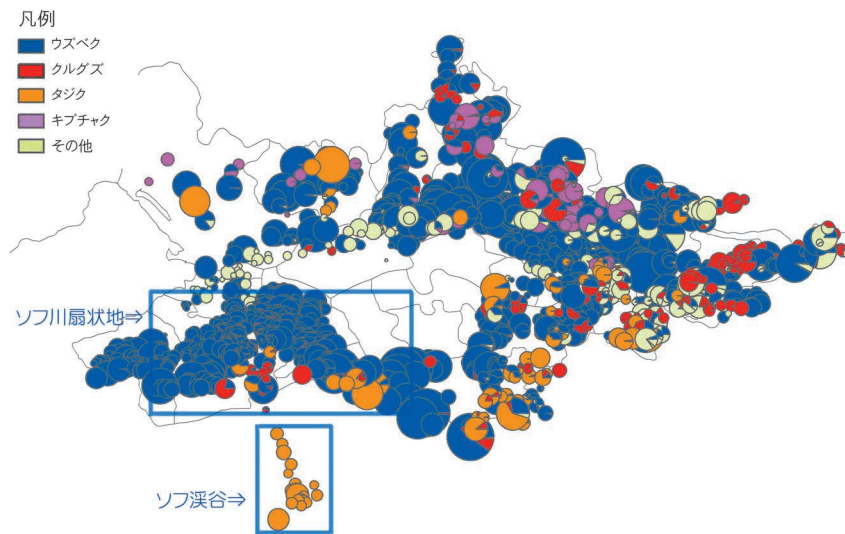 凡例
ウズベク
クルグズ
タジク
キプチャク
その他
ソフ川扇状地⇒
ソフ渓谷⇒